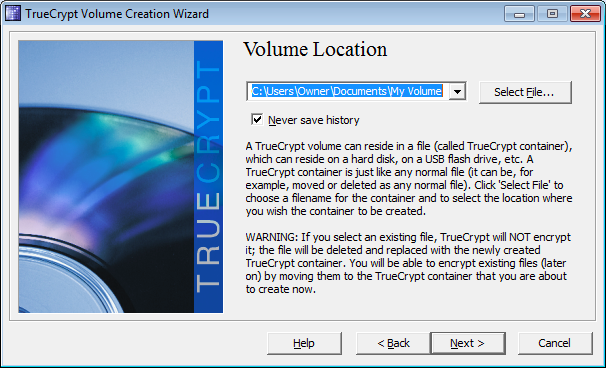 TrueCrypt Volume Creation Wizard
TRUECRYPT
Volume Location
C:\Users\Owner\Documents\My Volume
Select File...
Never save history
A TrueCrypt volume can reside in a file (called TrueCrypt container),
which can reside on a hard disk, on a USB flash drive, etc. A
TrueCrypt container is just like any normal file (it can be, for
example, moved or deleted as any normal file). Click 'Select File' to
choose a filename for the container and to select the location where
you wish the container to be created.
WARNING: If you select an existing file, TrueCrypt will NOT encrypt
it; the file will be deleted and replaced with the newly created
TrueCrypt container. You will be able to encrypt existing files (later
on) by moving them to the TrueCrypt container that you are about
to create now.
Help
< Back
Next >
Cancel